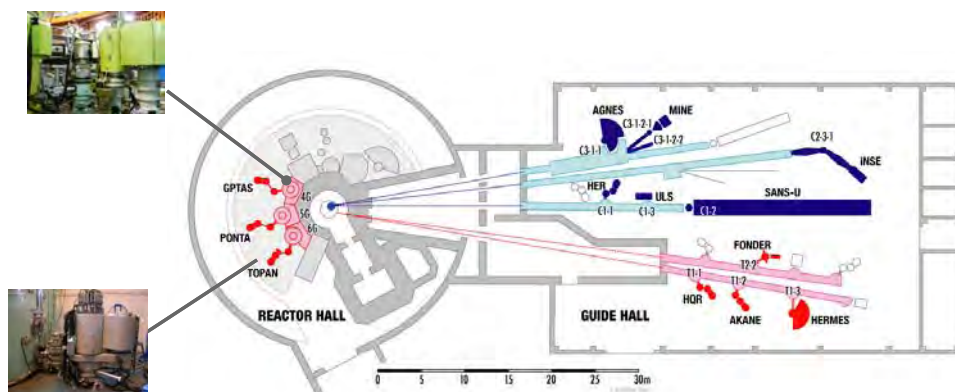 AGNES
MINE
C3-1-2-1
C3-1-2-2
C3-1-1
C2-3-1
iNSE
HER
ULS
SANS-U
C1-1
C1-3
C1-2
GPTAS
4G
5G
6G
PONTA
TOPAN
REACTOR HALL
GUIDE HALL
FONDER
T2-2
T1-1
T1-2
T1-3
HQR
AKANE
HERMES
0
5
10
15
20
25
30m